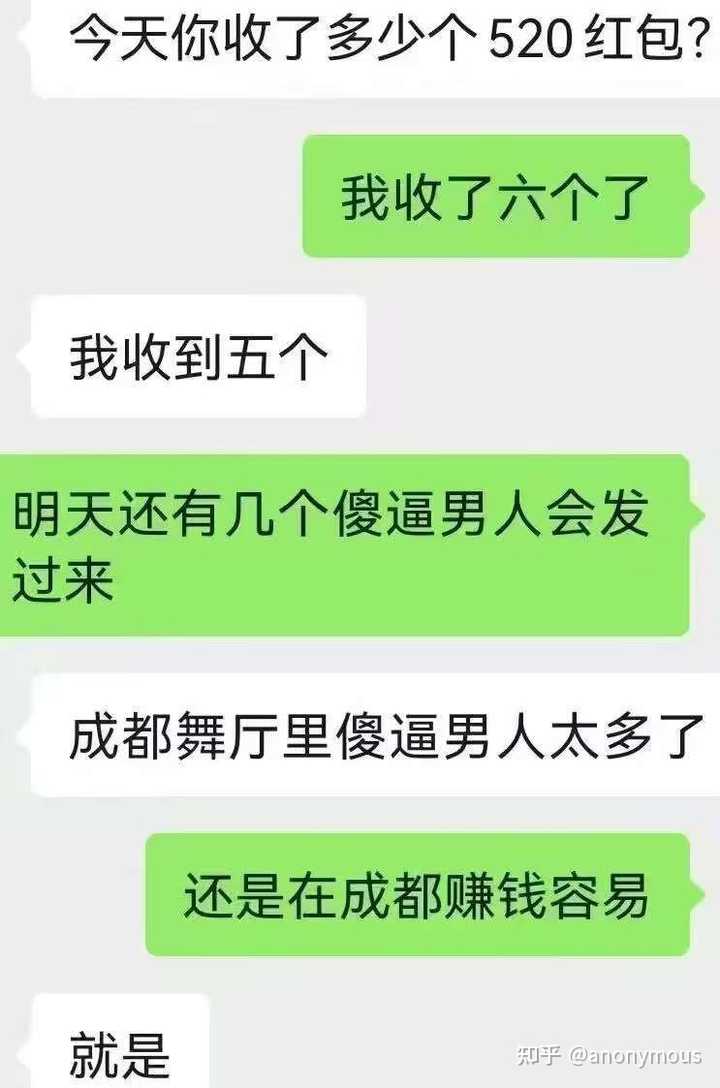 今天你收了多少个520红包?
我收了六个了
我收到五个
明天还有几个傻逼男人会发
过来
成都舞厅里傻逼男人太多了
还是在成都赚钱容易
就是
知乎 @anonymous